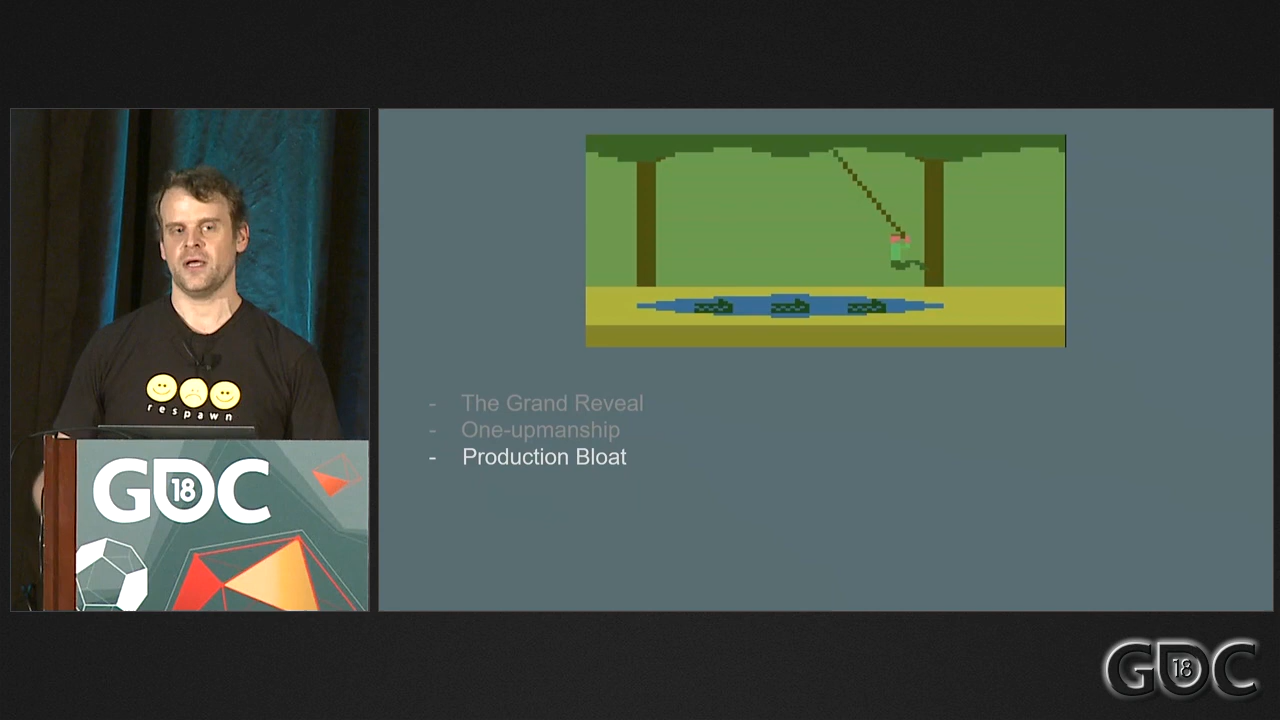 respawn
GDC
18
- The Grand Reveal
- One-upmanship
- Production Bloat
GDC
18